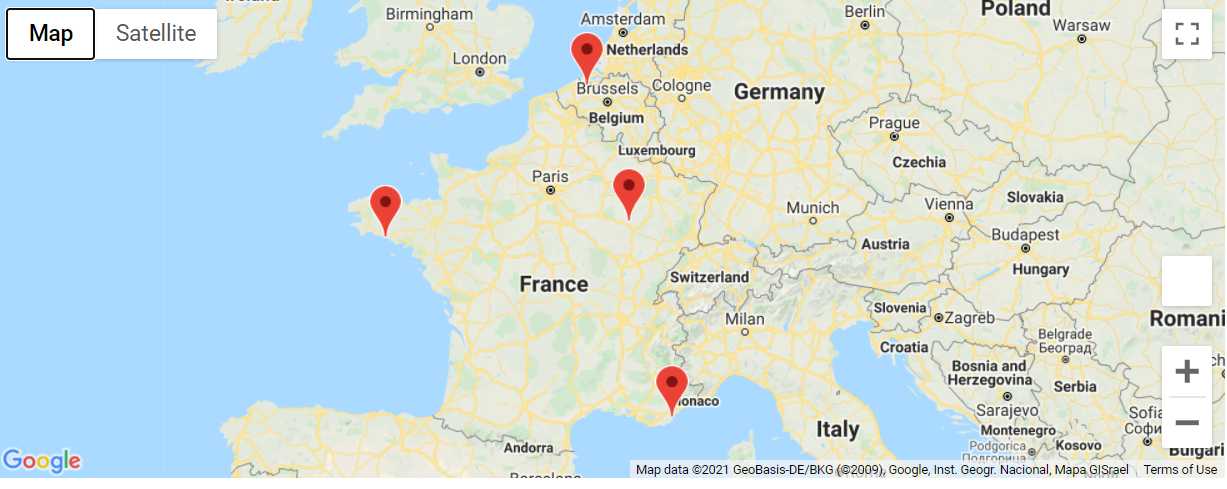 Map
Satellite
Birmingham
London
Amsterdam
Netherlands
Berlin
Poland
Warsaw
Brussels
Cologne
Belgium
Germany
Luxembourg
Prague
Czechia
Paris
Munich
Vienna
Slovakia
Budapest
Austria
Hungary
France
Switzerland
Milan
Slovenia
Zagreb
Romani
Croatia
Belgrade
Београд
Bosnia and
Herzegovina
Serbia
Monaco
Sarajevo
Sofia
Montenegro
Kosovo
Podgorica
Italy
Andorra
Google
Map data ©2021 GeoBasis-DE/BKG (©2009), Google, Inst. Geogr. Nacional, Mapa GISrael
Terms of Use